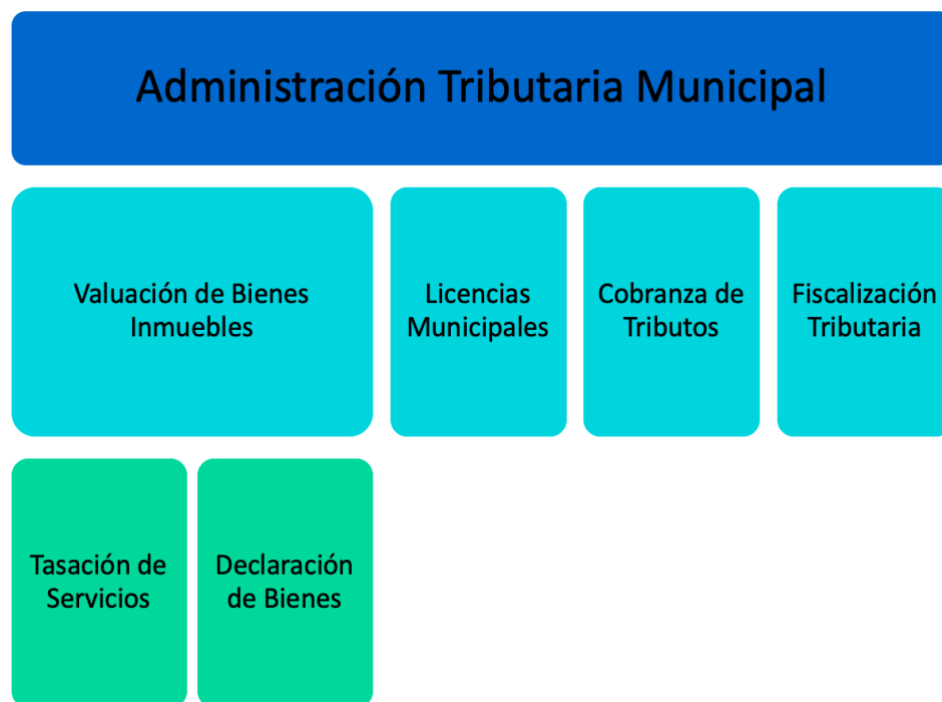 Administración Tributaria Municipal
Valuación de Bienes
Inmuebles
Licencias
Municipales
Cobranza de
Tributos
Fiscalización
Tributaria
Tasación de
Servicios
Declaración
de Bienes